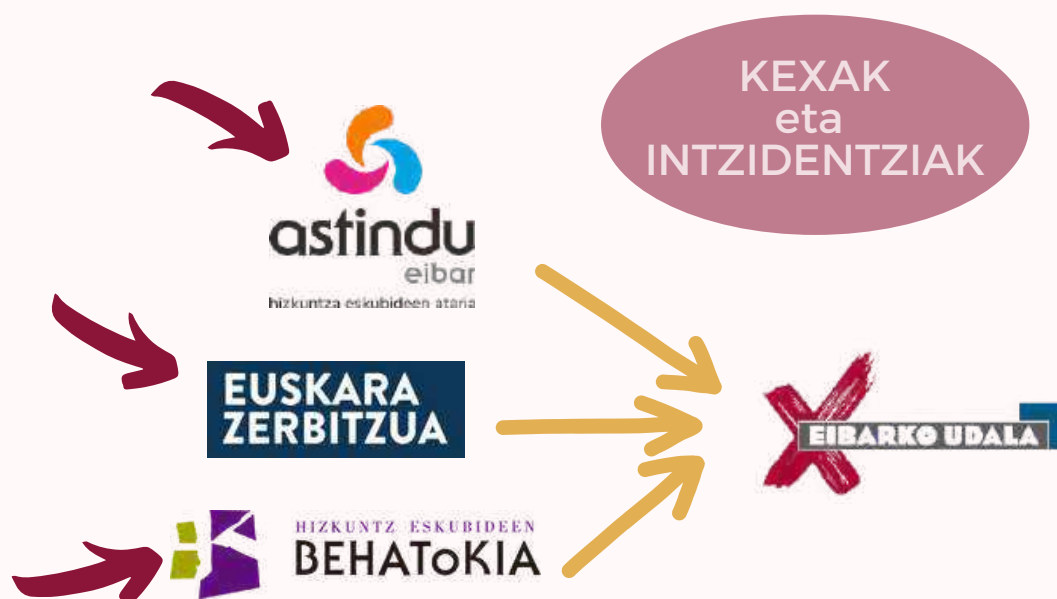 KEXAK
eta
INTZIDENTZIAK
astindu
eibar
hizkuntza eskubideen ataria
EUSKARA
ZERBITZUA
EIBARKO UDALA
HIZKUNTZ ESKUBIDEEN
BEHAToKIA